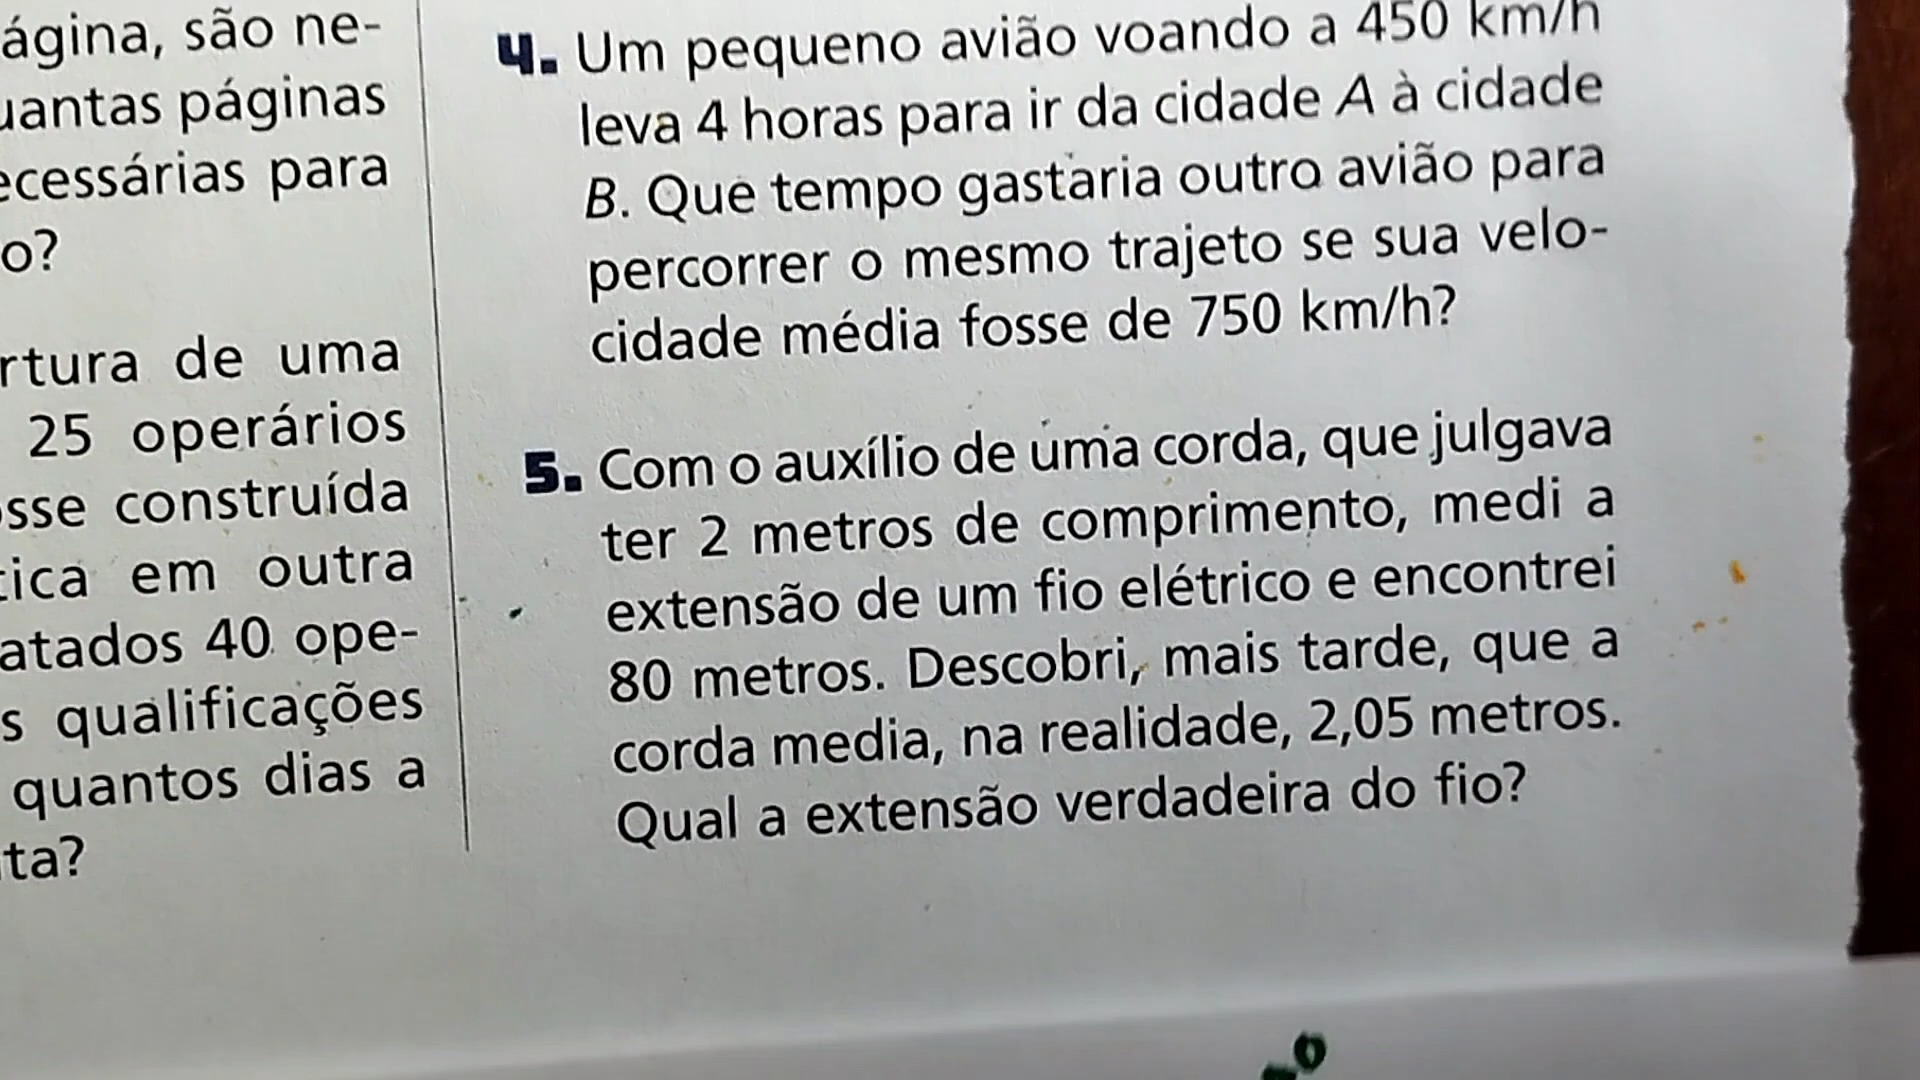 ágina, são ne-
uantas páginas
ecessárias para
o?
rtura de uma
25 operários
osse construída
tica em outra
atados 40 ope-
s qualificações
quantos dias a
ta?
4. Um pequeno avião voando a 450 km/h
leva 4 horas para ir da cidade A à cidade
B. Que tempo gastaria outro avião para
percorrer o mesmo trajeto se sua velo-
cidade média fosse de 750 km/h?
5. Com o auxílio de uma corda, que julgava
ter 2 metros de comprimento, medi a
extensão de um fio elétrico e encontrei
80 metros. Descobri, mais tarde, que a
corda media, na realidade, 2,05 metros.
Qual a extensão verdadeira do fio?